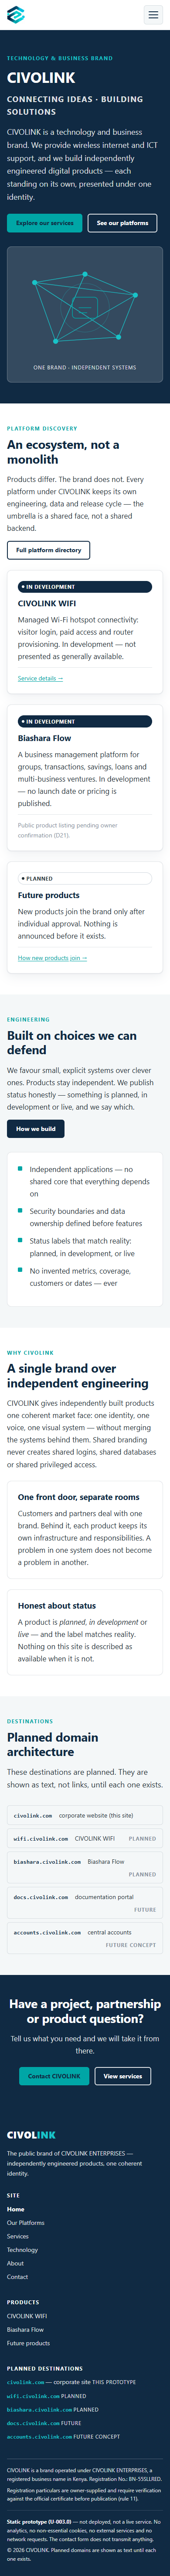 TECHNOLOGY & BUSINESS BRAND
CIVOLINK
CONNECTING IDEAS · BUILDING
SOLUTIONS
CIVOLINK is a technology and business
brand. We provide wireless internet and ICT
support, and we build independently
engineered digital products — each
standing on its own, presented under one
identity.
Explore our services
See our platforms
ONE BRAND · INDEPENDENT SYSTEMS
PLATFORM DISCOVERY
An ecosystem, not a
monolith
Products differ. The brand does not. Every
platform under CIVOLINK keeps its own
engineering, data and release cycle — the
umbrella is a shared face, not a shared
backend.
Full platform directory
IN DEVELOPMENT
CIVOLINK WIFI
Managed Wi-Fi hotspot connectivity:
visitor login, paid access and router
provisioning. In development — not
presented as generally available.
Service details →
IN DEVELOPMENT
Biashara Flow
A business management platform for
groups, transactions, savings, loans and
multi-business ventures. In development
— no launch date or pricing is
published.
Public product listing pending owner
confirmation (D21).
PLANNED
Future products
New products join the brand only after
individual approval. Nothing is
announced before it exists.
How new products join →
ENGINEERING
Built on choices we can
defend
We favour small, explicit systems over clever
ones. Products stay independent. We publish
status honestly — something is planned, in
development or live, and we say which.
How we build
Independent applications — no
shared core that everything depends
on
Security boundaries and data
ownership defined before features
Status labels that match reality:
planned, in development, or live
No invented metrics, coverage,
customers or dates — ever
WHY CIVOLINK
A single brand over
independent engineering
CIVOLINK gives independently built products
one coherent market face: one identity, one
voice, one visual system — without merging
the systems behind them. Shared branding
never creates shared logins, shared databases
or shared privileged access.
One front door, separate rooms
Customers and partners deal with one
brand. Behind it, each product keeps its
own infrastructure and responsibilities. A
problem in one system does not become
a problem in another.
Honest about status
A product is planned, in development or
live — and the label matches reality.
Nothing on this site is described as
available when it is not.
DESTINATIONS
Planned domain
architecture
These destinations are planned. They are
shown as text, not links, until each one exists.
civolink.com corporate website (this site)
wifi.civolink.com CIVOLINK WIFI PLANNED
biashara.civolink.com Biashara Flow
PLANNED
docs.civolink.com documentation portal
FUTURE
accounts.civolink.com central accounts
FUTURE CONCEPT
Have a project, partnership
or product question?
Tell us what you need and we will take it from
there.
Contact CIVOLINK
View services
CIVOLINK
The public brand of CIVOLINK ENTERPRISES —
independently engineered products, one coherent
identity.
SITE
Home
Our Platforms
Services
Technology
About
Contact
PRODUCTS
CIVOLINK WIFI
Biashara Flow
Future products
PLANNED DESTINATIONS
civolink.com — corporate site THIS PROTOTYPE
wifi.civolink.com PLANNED
biashara.civolink.com PLANNED
docs.civolink.com FUTURE
accounts.civolink.com FUTURE CONCEPT
CIVOLINK is a brand operated under CIVOLINK ENTERPRISES, a
registered business name in Kenya. Registration No.: BN-55SLLRED.
Registration particulars are owner-supplied and require verification
against the official certificate before publication (rule 11).
Static prototype (U-003.8) — not deployed, not a live service. No
analytics, no non-essential cookies, no external services and no
network requests. The contact form does not transmit anything.
© 2026 CIVOLINK. Planned domains are shown as text until each
one exists.